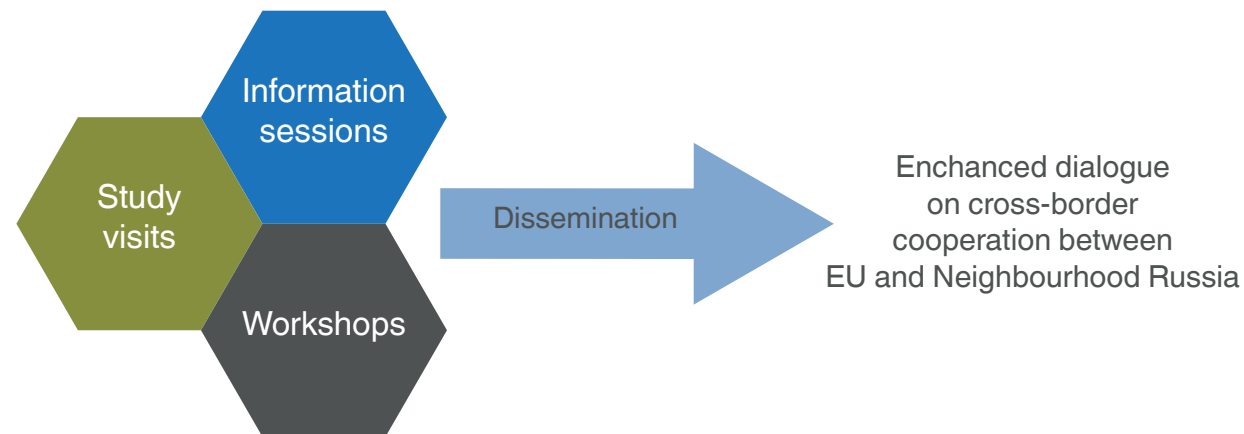 Information
sessions
Study
visits
Workshops
Dissemination
Enchanced dialogue
on cross-border
cooperation between
EU and Neighbourhood Russia